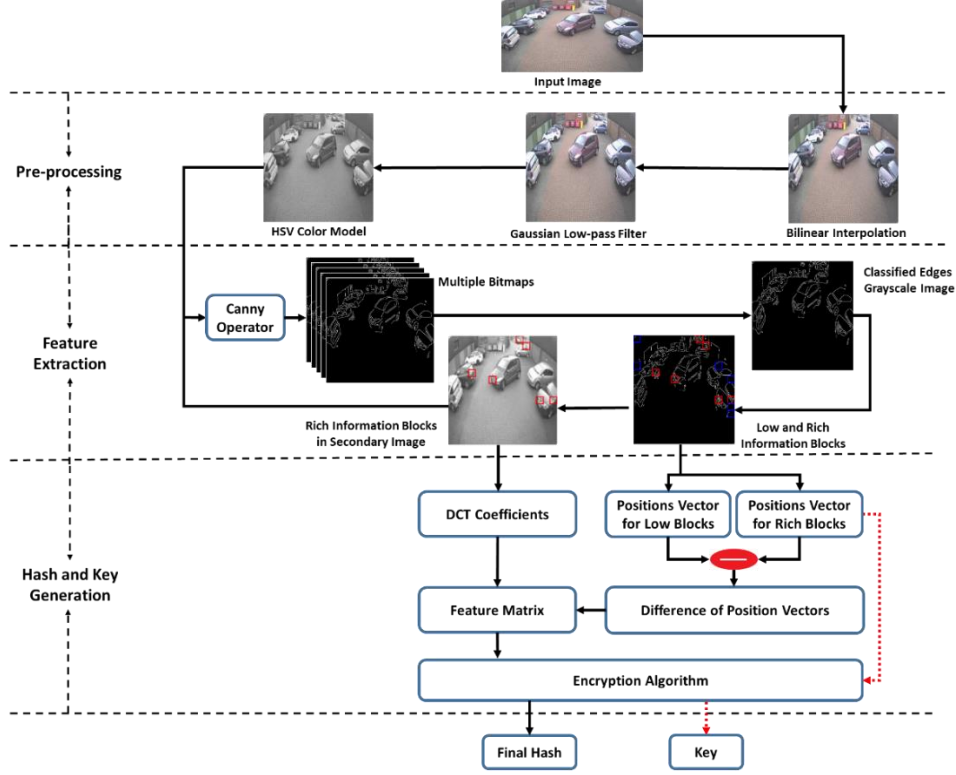 Input Image
Pre-processing
HSV Color Model
Gaussian Low-pass Filter
Bilinear Interpolation
Feature
Extraction
Canny
Operator
Multiple Bitmaps
Classified Edges
Grayscale Image
Rich Information Blocks
in Secondary Image
Low and Rich
Information Blocks
Hash and Key
Generation
DCT Coefficients
Positions Vector
for Low Blocks
Positions Vector
for Rich Blocks
Feature Matrix
Difference of Position Vectors
Encryption Algorithm
Final Hash
Key